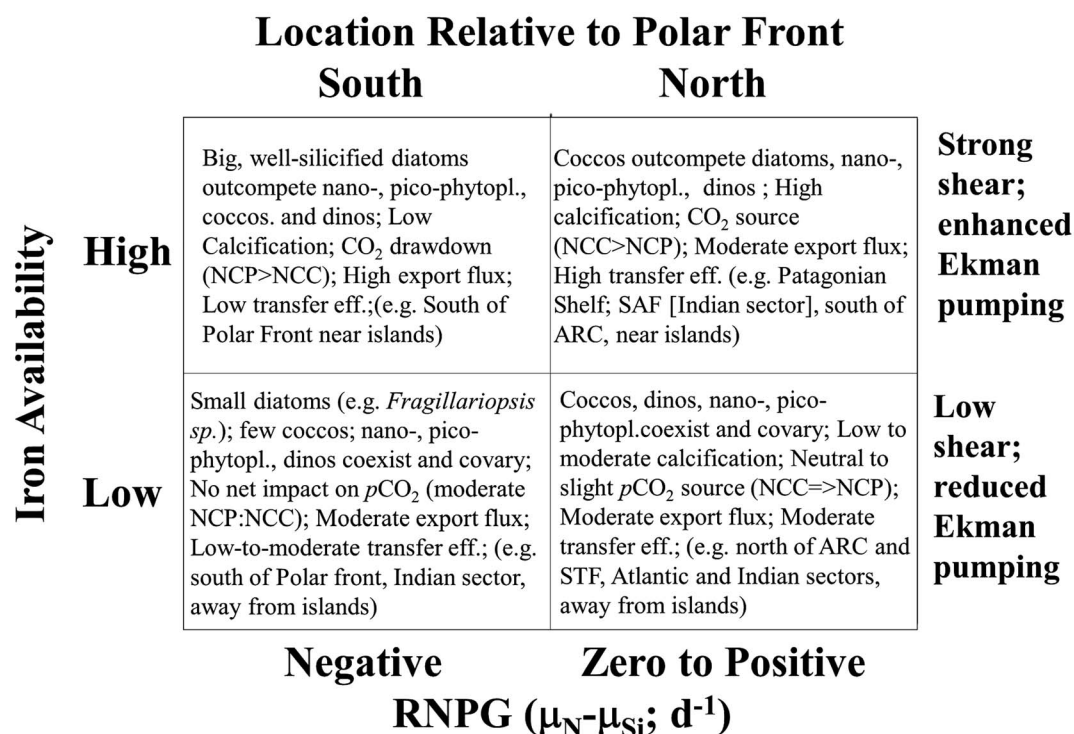 Location Relative to Polar Front
South North
Iron Availability
High
Big, well-silicified diatoms
outcompete nano-, pico-phytopl.,
coccos. and dinos; Low
Calcification; CO₂ drawdown
(NCP>NCC); High export flux;
Low transfer eff.;(e.g. South of
Polar Front near islands)
Coccos outcompete diatoms, nano-,
pico-phytopl., dinos ; High
calcification; CO₂ source
(NCC>NCP); Moderate export flux;
High transfer eff. (e.g. Patagonian
Shelf; SAF [Indian sector], south of
ARC, near islands)
Strong
shear;
enhanced
Ekman
pumping
Low
Small diatoms (e.g. Fragillariopsis
sp.); few coccos; nano-, pico-
phytopl., dinos coexist and covary;
No net impact on pCO₂ (moderate
NCP:NCC); Moderate export flux;
Low-to-moderate transfer eff.; (e.g.
south of Polar front, Indian sector,
away from islands)
Coccos, dinos, nano-, pico-
phytopl.coexist and covary; Low to
moderate calcification; Neutral to
slight pCO₂ source (NCC=>NCP);
Moderate export flux; Moderate
transfer eff.; (e.g. north of ARC and
STF, Atlantic and Indian sectors,
away from islands)
Low
shear;
reduced
Ekman
pumping
Negative Zero to Positive
RNPG (μN-μSi; d⁻¹)